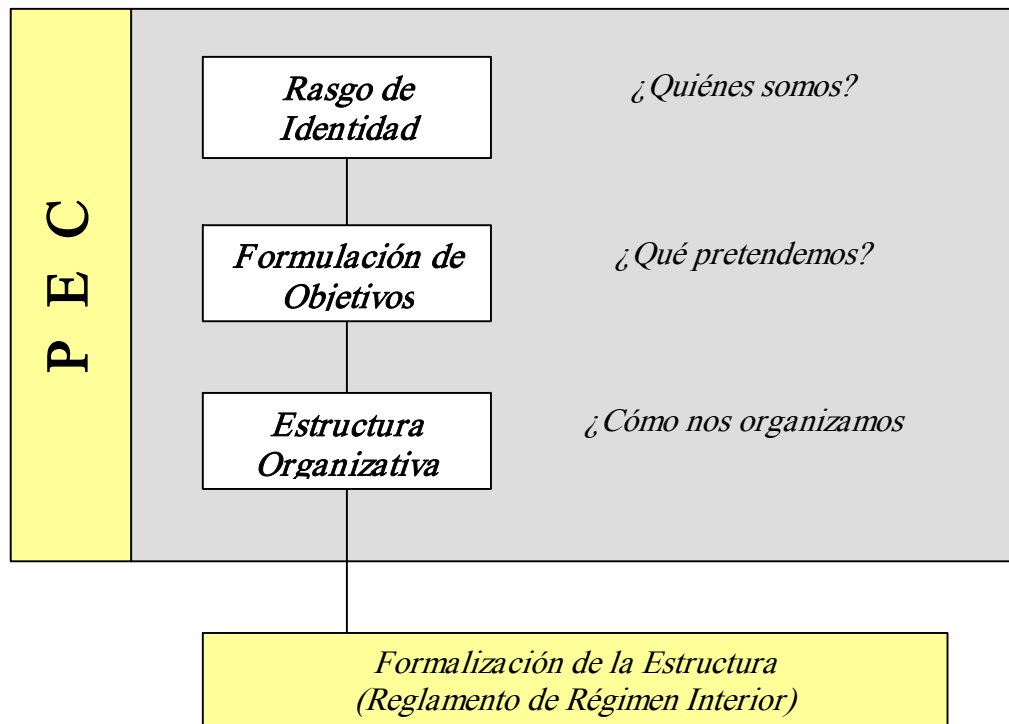 P E C
Rasgo de
Identidad
¿Quiénes somos?
Formulación de
Objetivos
¿Qué pretendemos?
Estructura
Organizativa
¿Cómo nos organizamos
Formalización de la Estructura
(Reglamento de Régimen Interior)